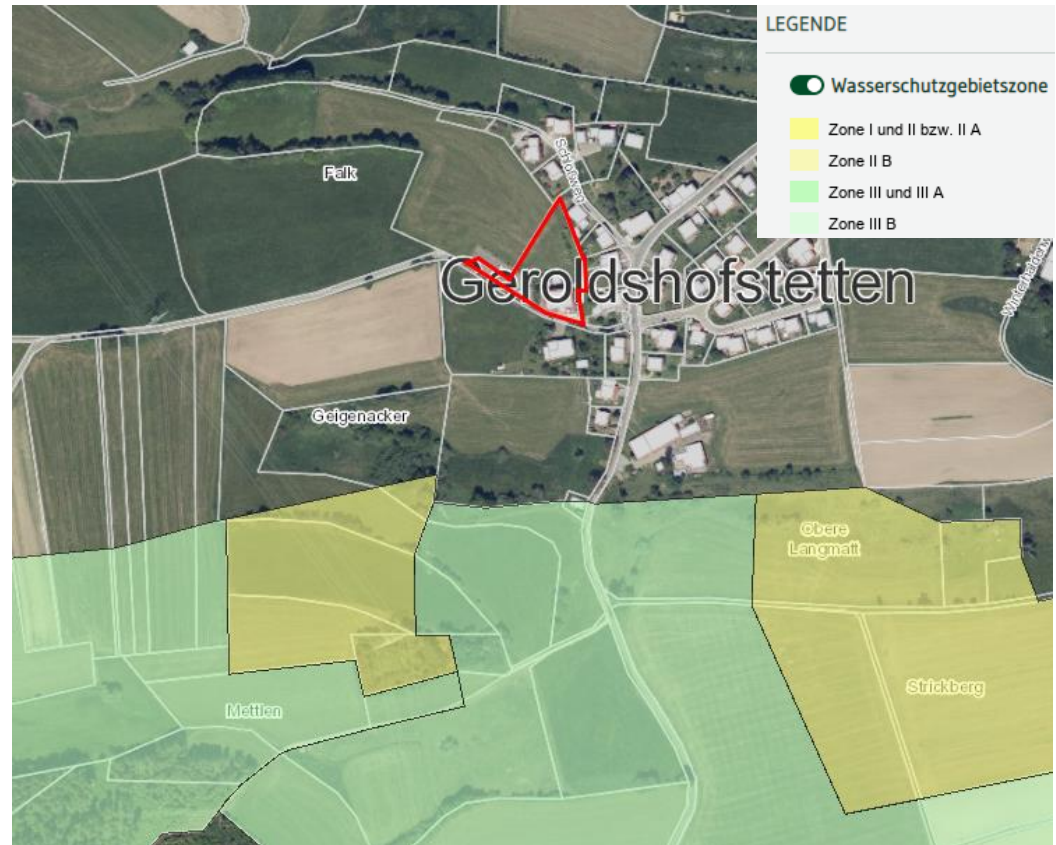 LEGENDE
Wasserschutzgebietszone
Zone I und II bzw. II A
Zone II B
Zone III und III A
Zone III B
Schloßweg
Falk
Geroldshofstetten
Geigenacker
Obere
Langmatt
Strickberg
Mettlen